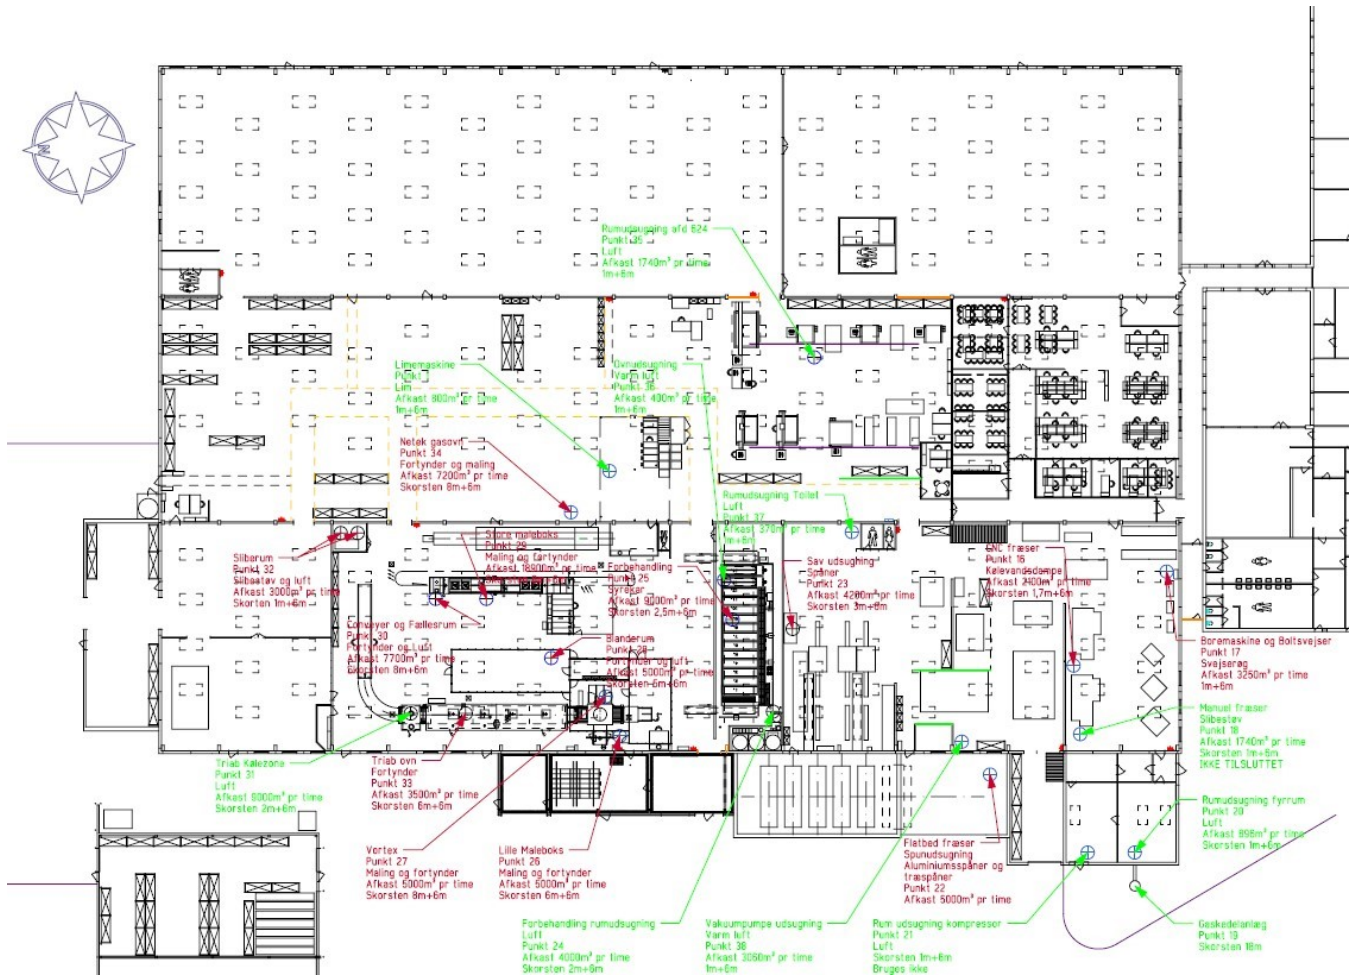 Rumudsugning afd 624
Punkt 35
Luft
Afkast 1740m³ pr time
1m+6m
Limemaskine
Punkt
Lim
Afkast 800m³ pr time
1m+6m
Ovnudsugning
Varm luft
Punkt 36
Afkast 400m³ pr time
1m+6m
Netek gasovn
Punkt 34
Fortynder og maling
Afkast 7200m³ pr time
Skorsten 8m+6m
Rumudsugning Toilet
Luft
Punkt 37
Afkast 370m³ pr time
1m+6m
Sliberum
Punkt 32
Slibestøv og luft
Afkast 3000m³ pr time
Skorten 1m+6m
Store maleboks
Punkt 29
Maling og fortynder
Afkast 18900m³ pr time
Forbehandling
Punkt 25
Syrekar
Afkast 9000m³ pr time
Skorsten 2,5m+6m
Sav udsugning
Spåner
Punkt 23
Afkast 4200m³ pr time
Skorsten 3m+6m
CNC fræser
Punkt 16
Kølevandsdampe
Afkast 2100m³ pr time
Skorsten 1,7m+6m
Conveyer og Fællesrum
Punkt 30
Fortynder og Luft
Afkast 7700m³ pr time
Skorsten 8m+6m
Blanderum
Punkt 28
Fortynder og luft
Afkast 5000m³ pr time
Skorsten 6m+6m
Boremaskine og Boltsvejser
Punkt 17
Svejserøg
Afkast 3250m³ pr time
1m+6m
Manuel fræser
Slibestøv
Punkt 18
Afkast 1740m³ pr time
Skorsten 1m+6m
IKKE TILSLUTTET
Triab Kølezone
Punkt 31
Luft
Afkast 9000m³ pr time
Skorsten 2m+6m
Triab ovn
Fortynder
Punkt 33
Afkast 3500m³ pr time
Skorsten 6m+6m
Rumudsugning fyrrum
Punkt 20
Luft
Afkast 898m³ pr time
Skorsten 1m+6m
Vortex
Punkt 27
Maling og fortynder
Afkast 5000m³ pr time
Skorsten 8m+6m
Lille Maleboks
Punkt 26
Maling og fortynder
Afkast 5000m³ pr time
Skorsten 6m+6m
Flatbed fræser
Spunudsugning
Aluminiumsspåner og
træspåner
Punkt 22
Afkast 5000m³ pr time
Forbehandling rumudsugning
Luft
Punkt 24
Afkast 4000m³ pr time
Skorsten 2m+6m
Vakuumpumpe udsugning
Varm luft
Punkt 38
Afkast 3060m³ pr time
1m+6m
Rum udsugning kompressor
Punkt 21
Luft
Skorsten 1m+6m
Bruges ikke
Gaskedelanlæg
Punkt 19
Skorsten 18m